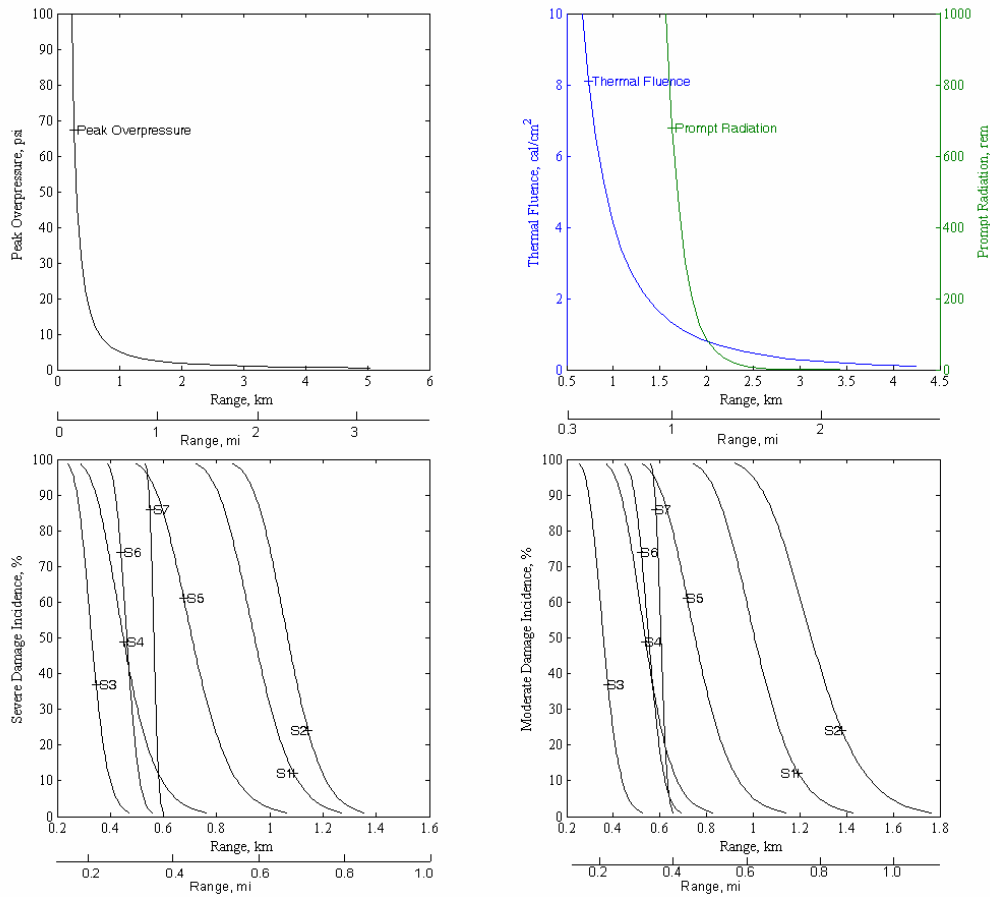 100
90
80
70
60
50
40
30
20
10
0
Peak Overpressure, psi
Peak Overpressure
0 1 2 3 4 5 6
Range, km
0 1 2 3
Range, mi
10
8
6
4
2
0
Thermal Fluence, cal/cm²
Thermal Fluence
Prompt Radiation
1000
800
600
400
200
0
Prompt Radiation, rem
0.5 1 1.5 2 2.5 3 3.5 4 4.5
Range, km
0.3 1 2
Range, mi
100
90
80
70
60
50
40
30
20
10
0
Severe Damage Incidence, %
S7
S6
S5
S4
S3
S2
S1
0.2 0.4 0.6 0.8 1 1.2 1.4 1.6
Range, km
0.2 0.4 0.6 0.8 1.0
Range, mi
100
90
80
70
60
50
40
30
20
10
0
Moderate Damage Incidence, %
S7
S6
S5
S4
S3
S2
S1
0.2 0.4 0.6 0.8 1 1.2 1.4 1.6 1.8
Range, km
0.2 0.4 0.6 0.8 1.0
Range, mi